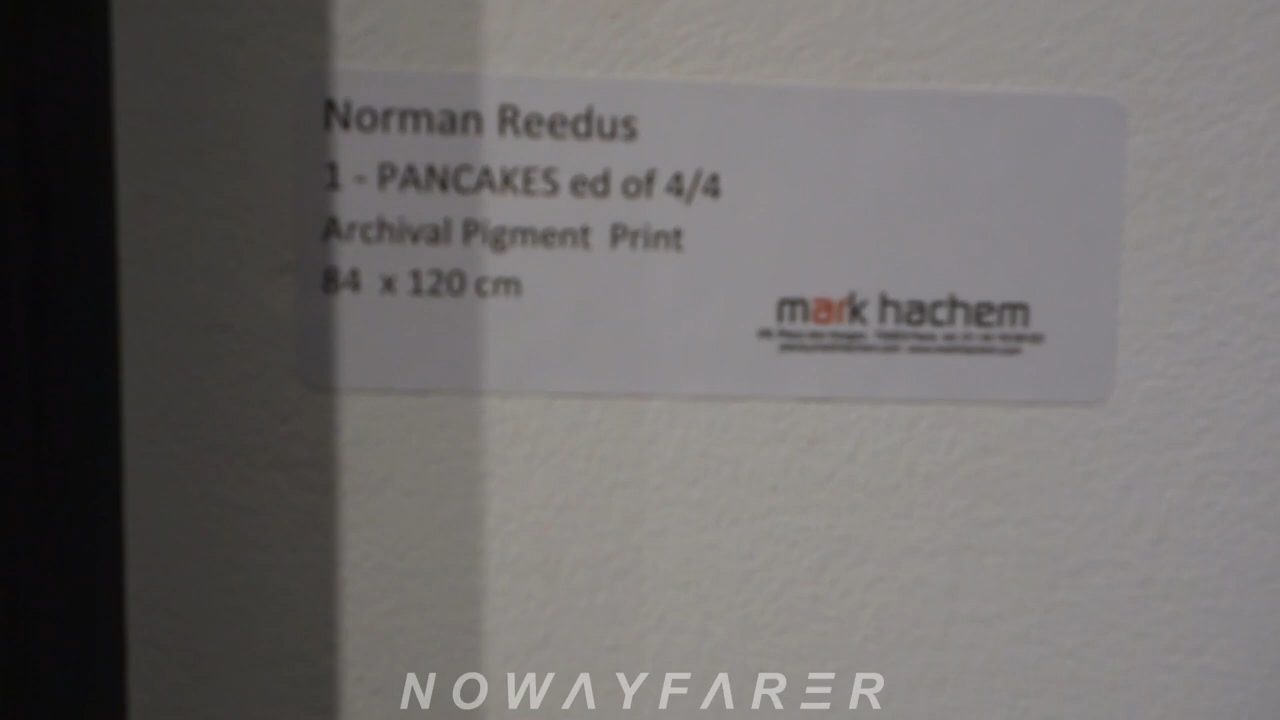 Norman Reedus
1 - PANCAKES ed of 4/4
Archival Pigment Print
84 x 120 cm
mark hachem
NOWAYFARER